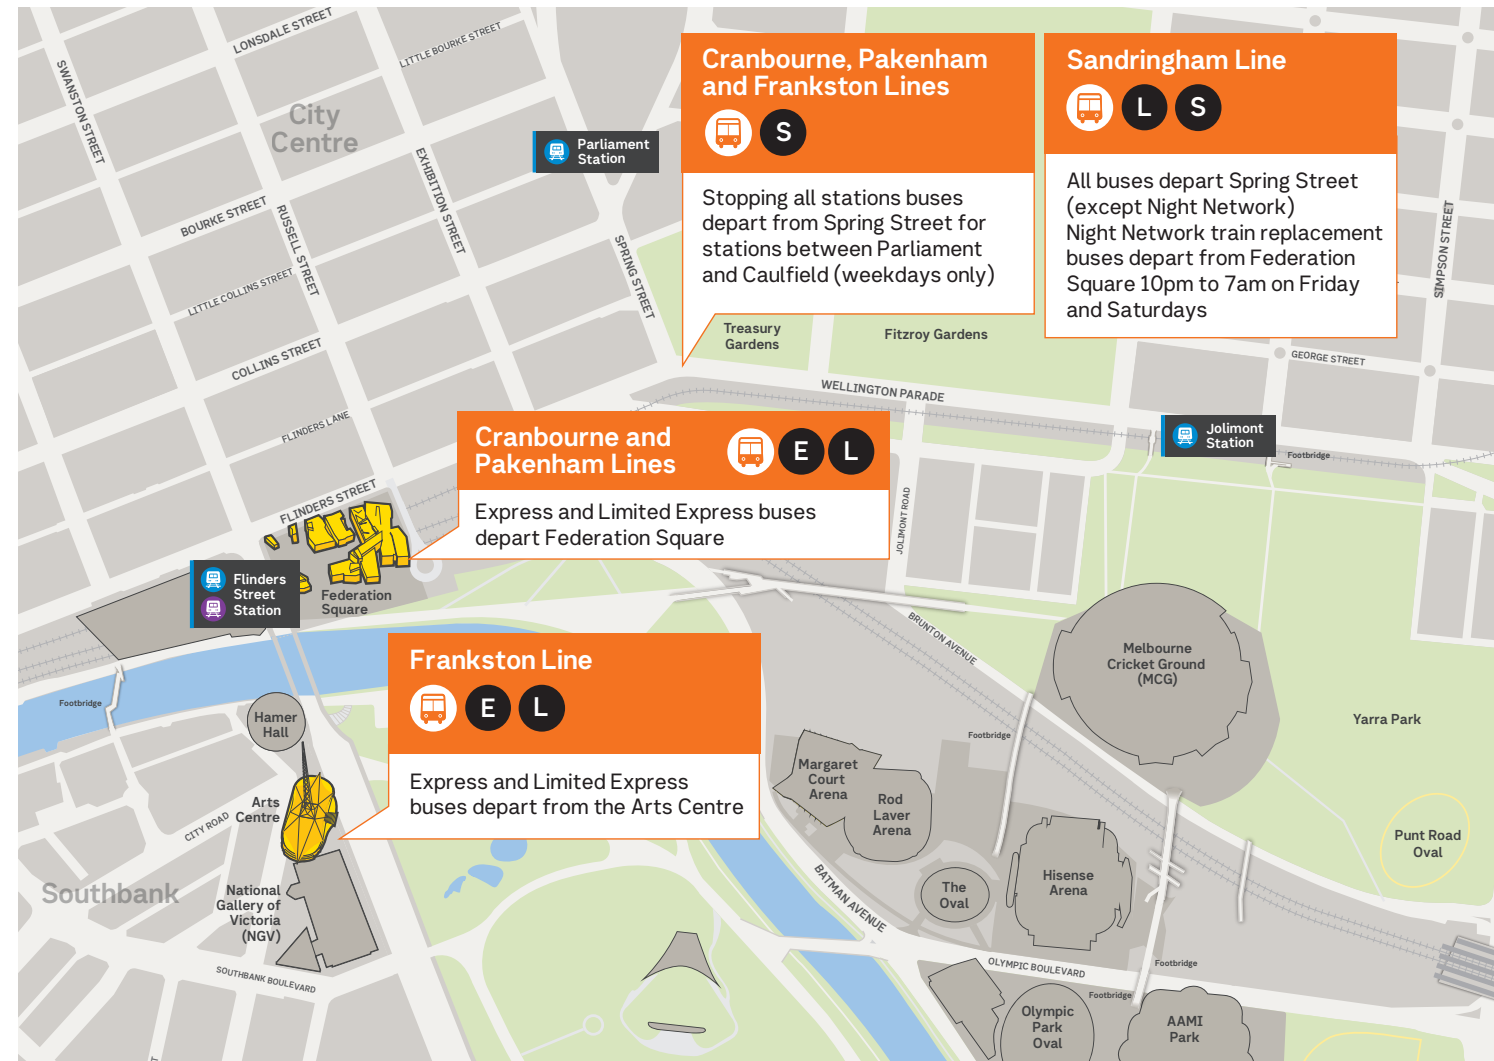 LONSDALE STREET
LITTLE BOURKE STREET
SWANSTON STREET
City
Centre
Parliament
Station
EXHIBITION STREET
BOURKE STREET
RUSSELL STREET
SPRING STREET
LITTLE COLLINS STREET
COLLINS STREET
FLINDERS LANE
FLINDERS STREET
Cranbourne, Pakenham
and Frankston Lines
S
Stopping all stations buses
depart from Spring Street for
stations between Parliament
and Caulfield (weekdays only)
Sandringham Line
L S
All buses depart Spring Street
(except Night Network)
Night Network train replacement
buses depart from Federation
Square 10pm to 7am on Friday
and Saturdays
SIMPSON STREET
Treasury
Gardens
Fitzroy Gardens
GEORGE STREET
WELLINGTON PARADE
Jolimont
Station
Footbridge
Cranbourne and
Pakenham Lines
E L
Express and Limited Express buses
depart Federation Square
JOLIMONT ROAD
Flinders
Street
Station
Federation
Square
BRUNTON AVENUE
Melbourne
Cricket Ground
(MCG)
Yarra Park
Frankston Line
E L
Express and Limited Express
buses depart from the Arts Centre
Footbridge
Hamer
Hall
Footbridge
Arts
Centre
CITY ROAD
Southbank
National
Gallery of
Victoria
(NGV)
SOUTHBANK BOULEVARD
Margaret
Court
Arena
Rod
Laver
Arena
The
Oval
Hisense
Arena
Punt Road
Oval
BATMAN AVENUE
OLYMPIC BOULEVARD
Footbridge
Footbridge
Olympic
Park
Oval
AAMI
Park